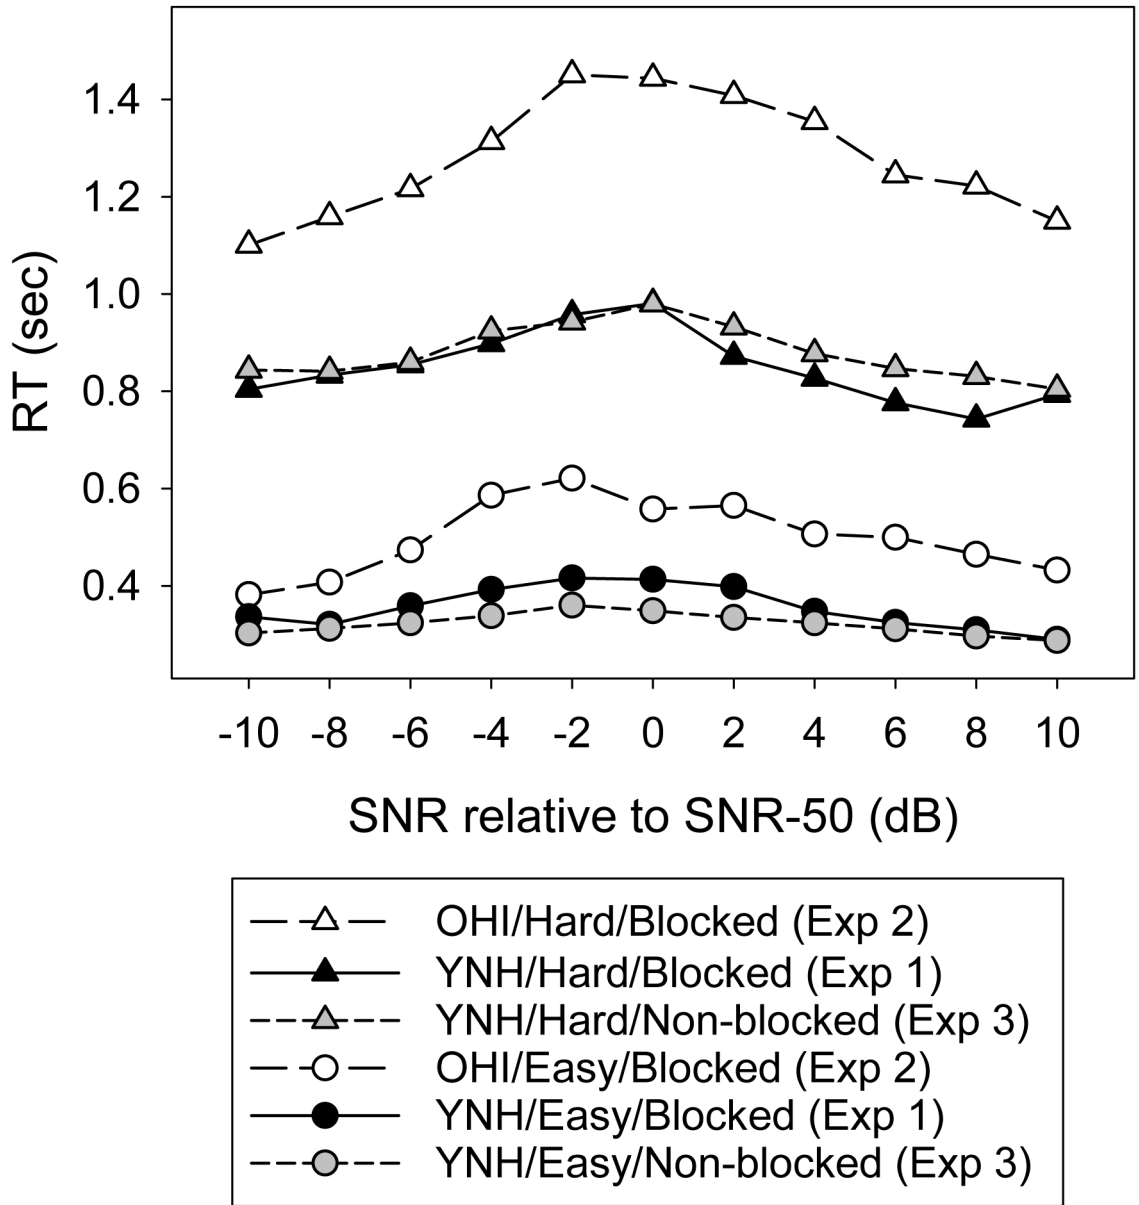 1.4
1.2
1.0
0.8
0.6
0.4
RT (sec)
-10 -8 -6 -4 -2 0 2 4 6 8 10
SNR relative to SNR-50 (dB)
OHI/Hard/Blocked (Exp 2)
YNH/Hard/Blocked (Exp 1)
YNH/Hard/Non-blocked (Exp 3)
OHI/Easy/Blocked (Exp 2)
YNH/Easy/Blocked (Exp 1)
YNH/Easy/Non-blocked (Exp 3)